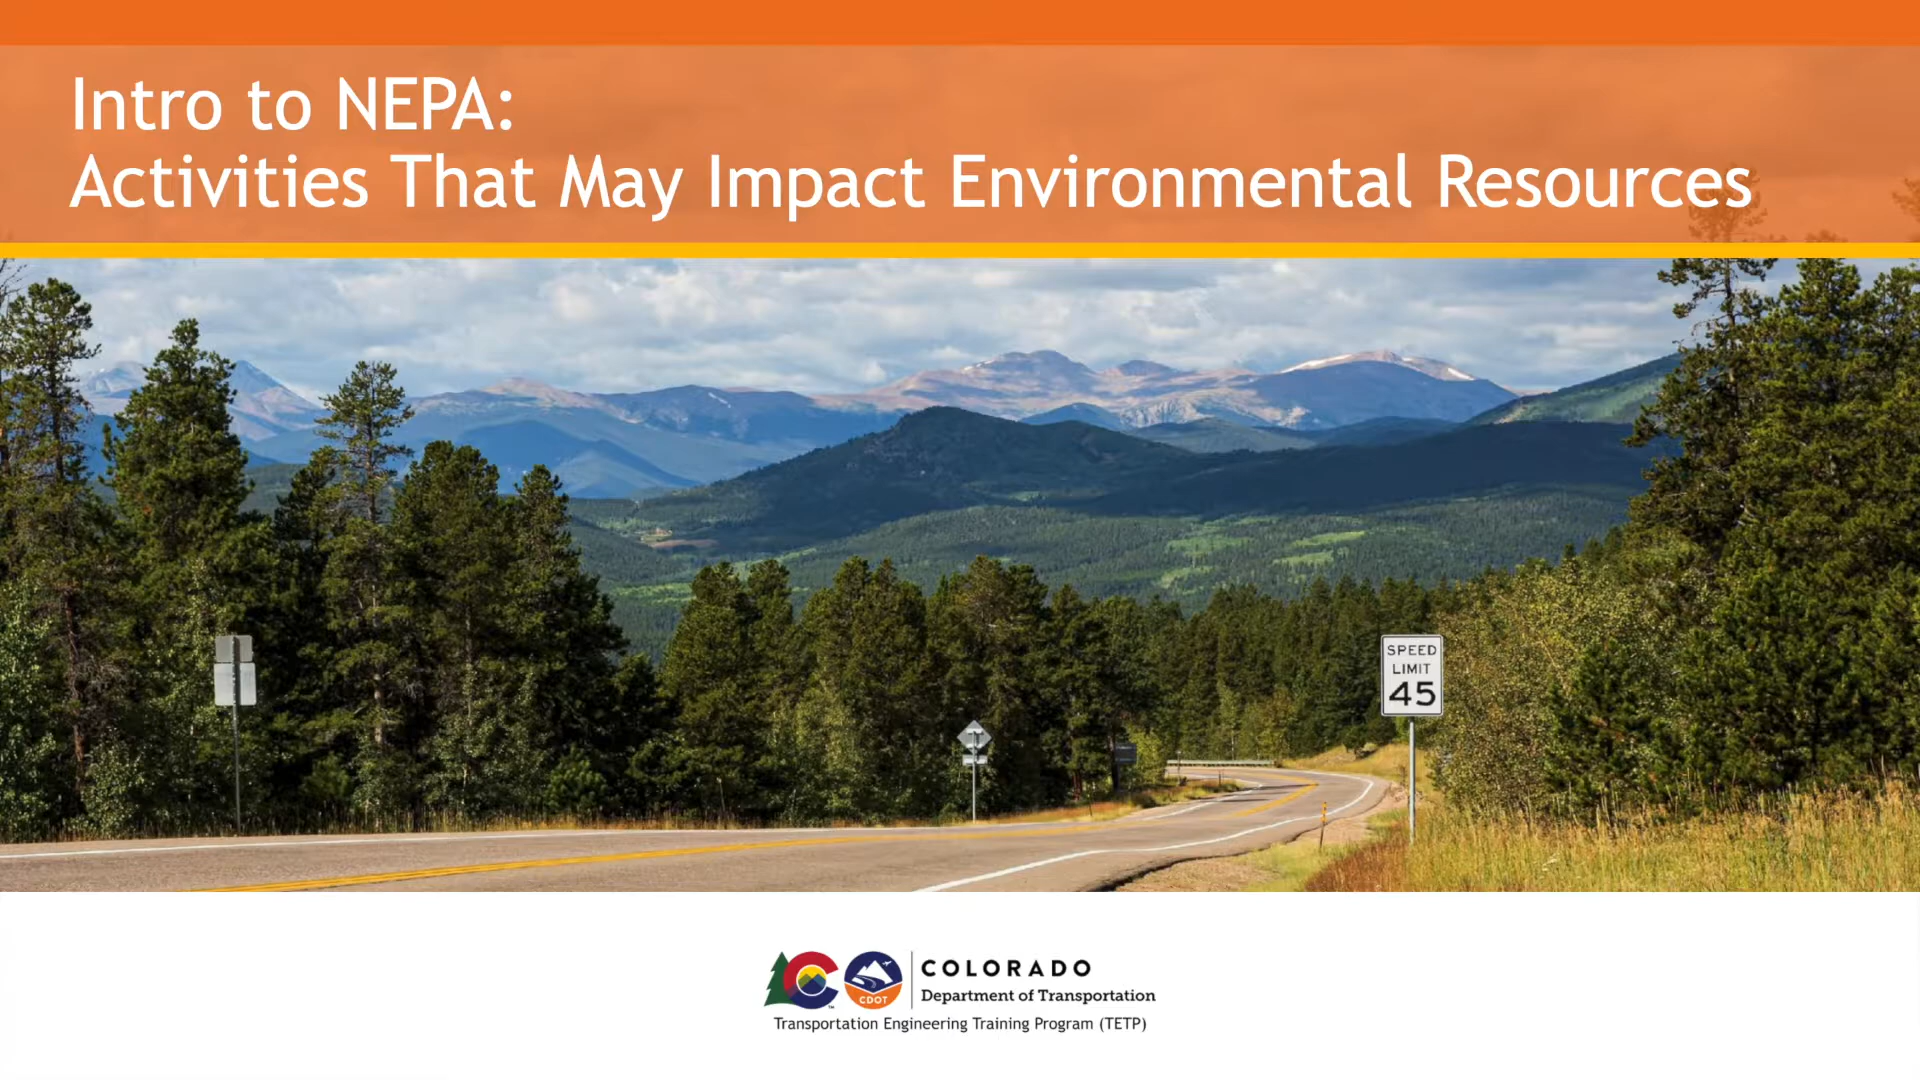 Intro to NEPA:
Activities That May Impact Environmental Resources
SPEED
LIMIT
45
CDOT
COLORADO
Department of Transportation
Transportation Engineering Training Program (TETP)